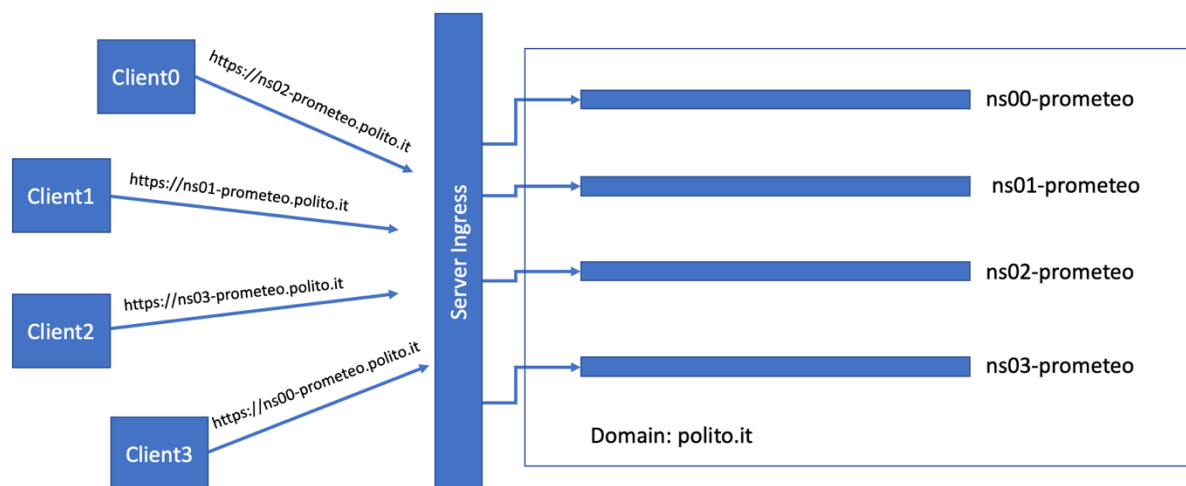 Client0
https://ns02-prometeo.polito.it
Client1
https://ns01-prometeo.polito.it
Client2
https://ns03-prometeo.polito.it
Client3
https://ns00-prometeo.polito.it
Server Ingress
ns00-prometeo
ns01-prometeo
ns02-prometeo
ns03-prometeo
Domain: polito.it